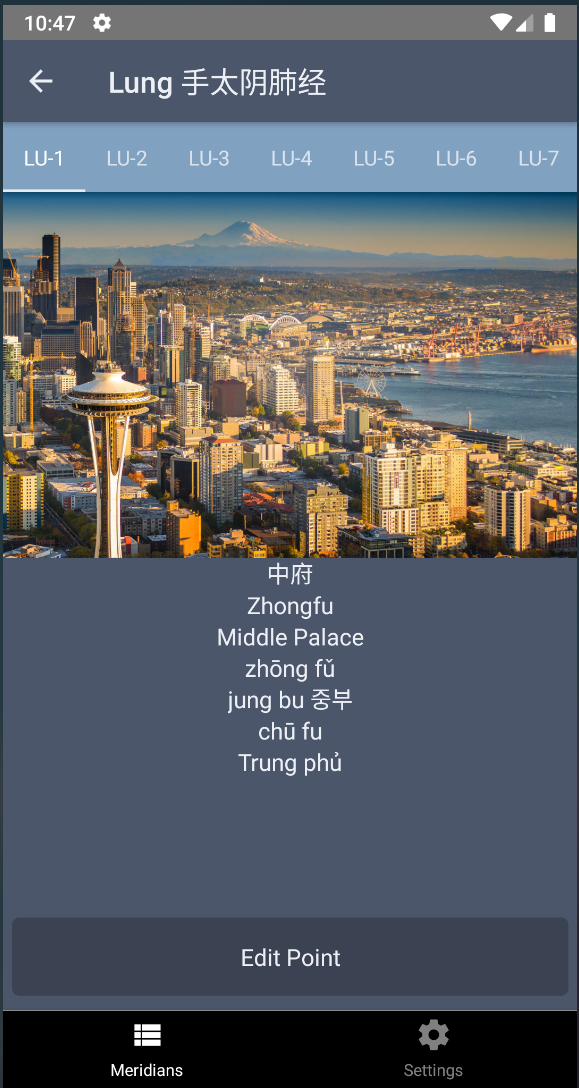 10:47
Lung 手太阴肺经
LU-1 LU-2 LU-3 LU-4 LU-5 LU-6 LU-7
中府
Zhongfu
Middle Palace
zhōng fǔ
jung bu 중부
chū fu
Trung phủ
Edit Point
Meridians Settings